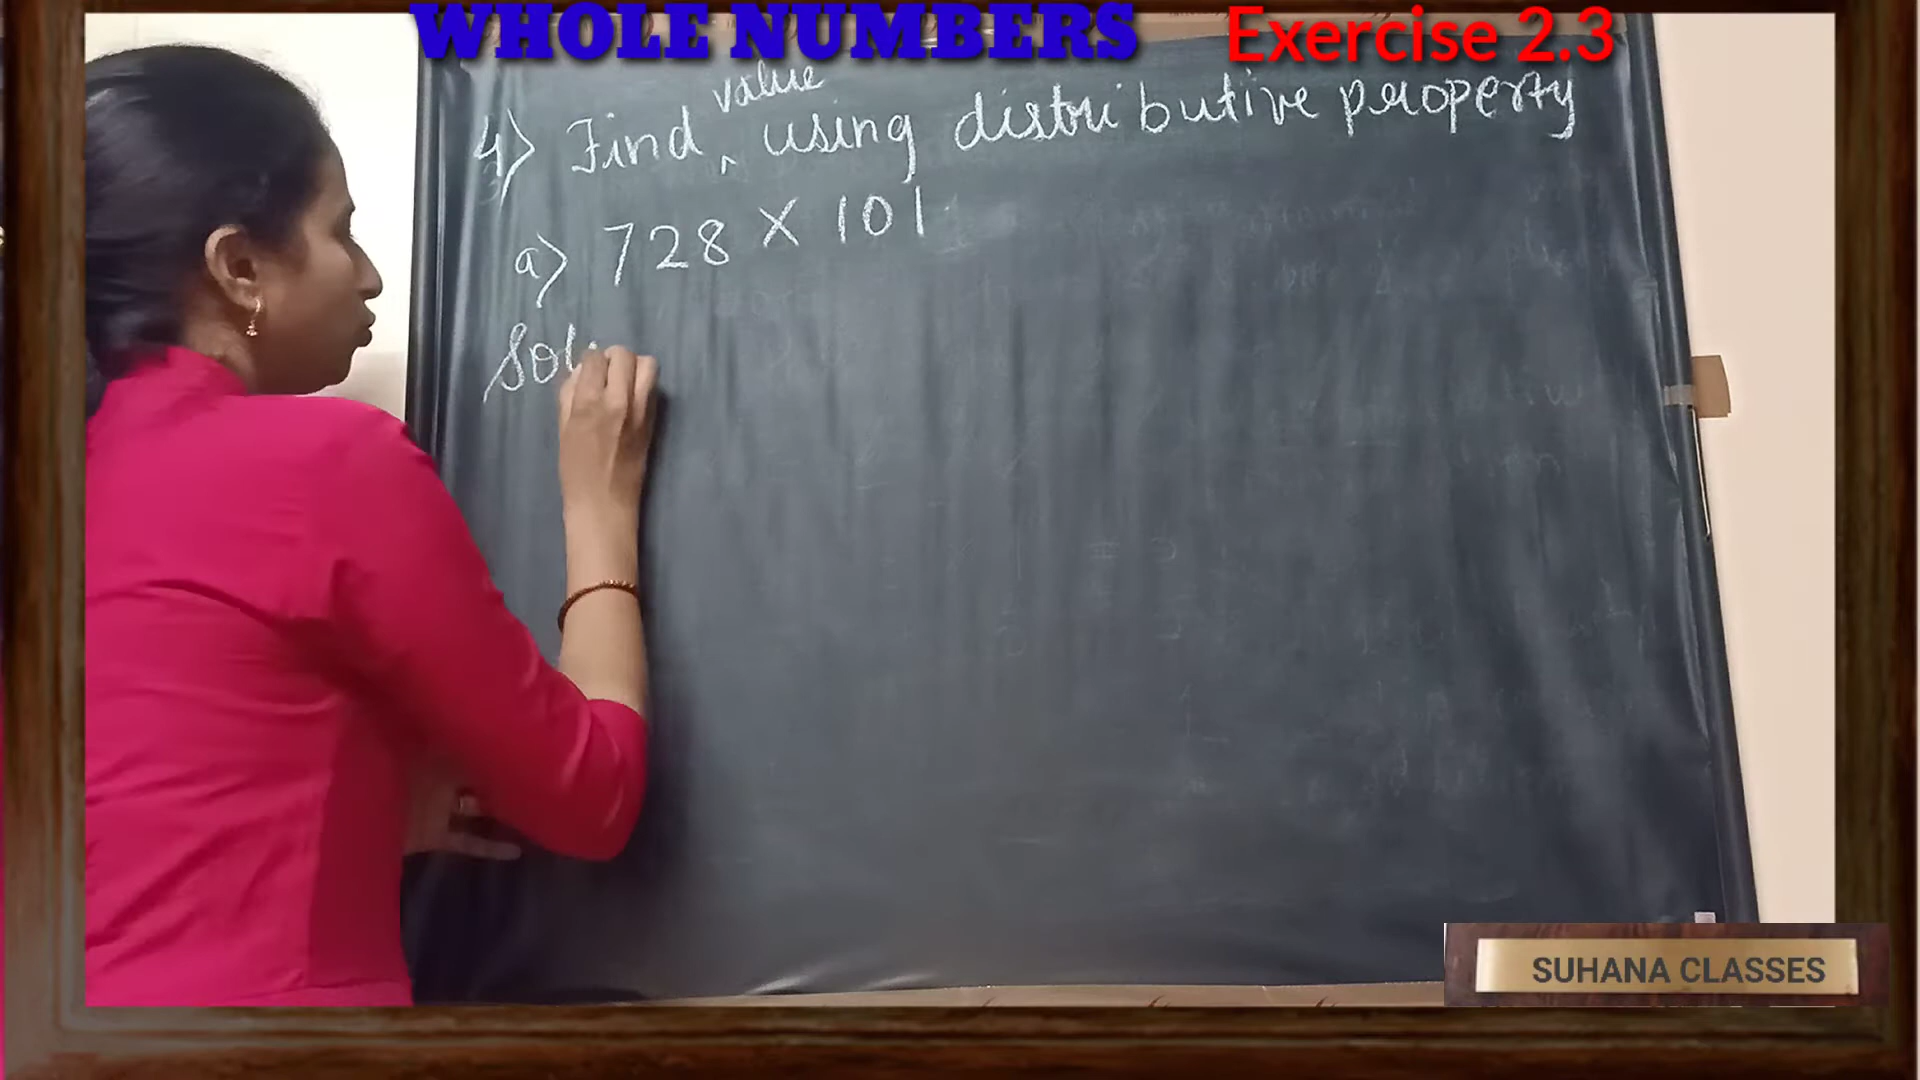 WHOLE NUMBERS Exercise 2.3
value
4) Find ^ using distributive property
a) 728 × 101
Sol
SUHANA CLASSES